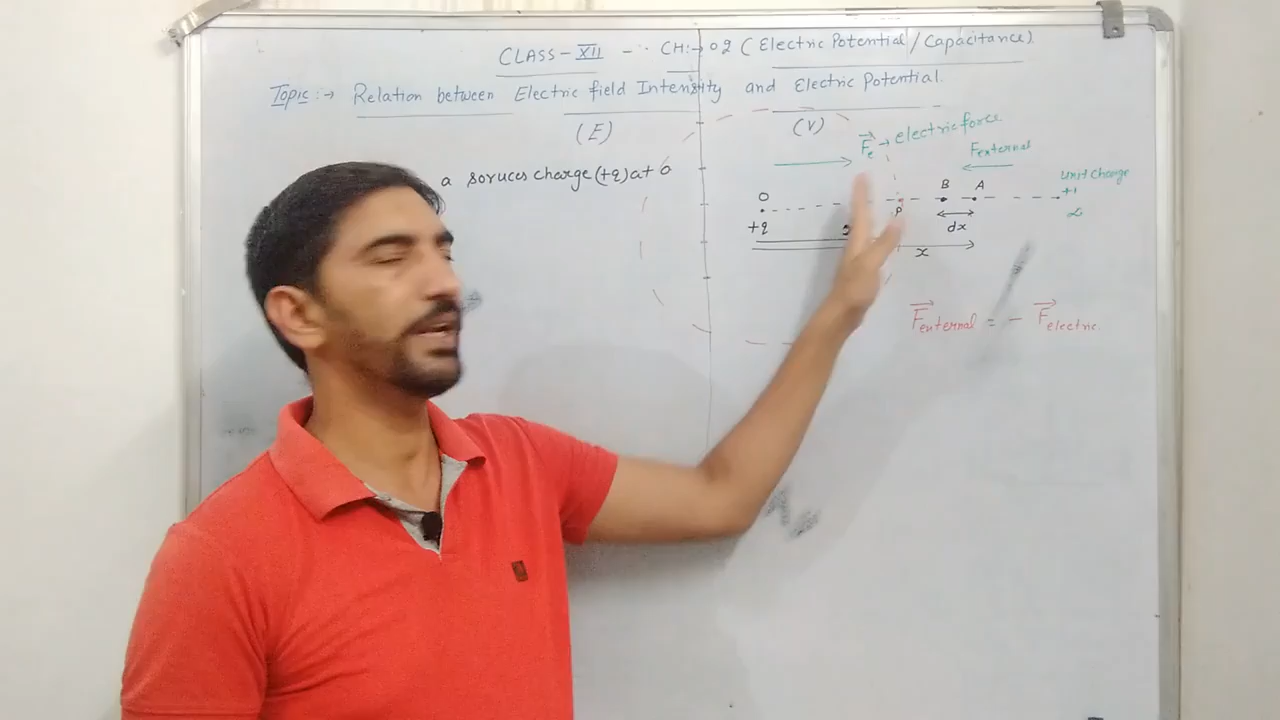 CLASS-XII - CH:→02 (Electric Potential/Capacitance)
Topic:→ Relation between Electric field Intensity and Electric Potential.
(E) (V)
a soruces charge (+q) at O
Fe → electric force
Fexternal
unit charge
+1
∞
O P B A
+q dx
x
Fexternal = - Felectric.